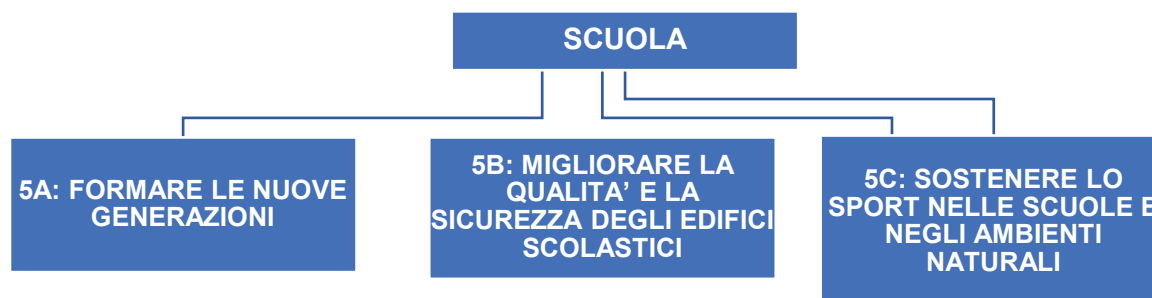 SCUOLA
5A: FORMARE LE NUOVE
GENERAZIONI
5B: MIGLIORARE LA
QUALITA’ E LA
SICUREZZA DEGLI EDIFICI
SCOLASTICI
5C: SOSTENERE LO
SPORT NELLE SCUOLE E
NEGLI AMBIENTI
NATURALI